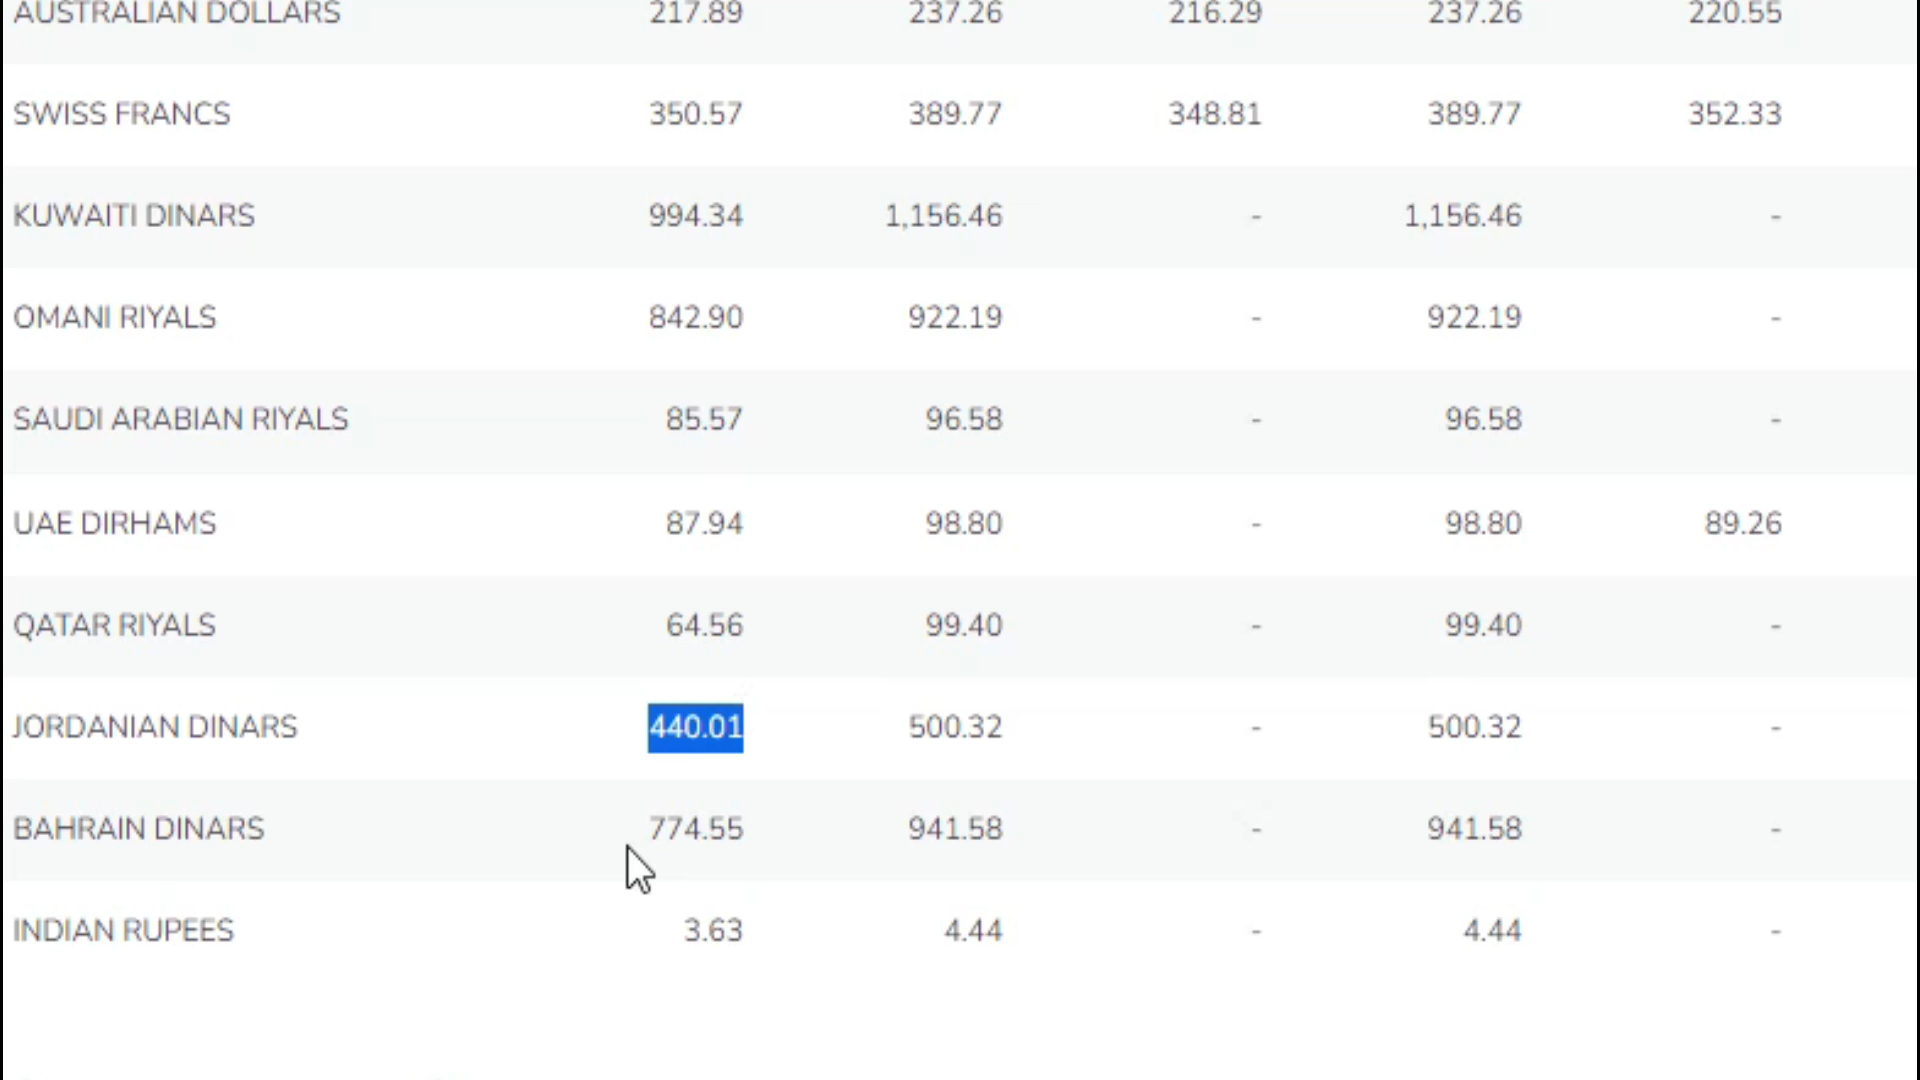 AUSTRALIAN DOLLARS 217.89 237.26 216.29 237.26 220.55
SWISS FRANCS 350.57 389.77 348.81 389.77 352.33
KUWAITI DINARS 994.34 1,156.46 - 1,156.46 -
OMANI RIYALS 842.90 922.19 - 922.19 -
SAUDI ARABIAN RIYALS 85.57 96.58 - 96.58 -
UAE DIRHAMS 87.94 98.80 - 98.80 89.26
QATAR RIYALS 64.56 99.40 - 99.40 -
JORDANIAN DINARS 440.01 500.32 - 500.32 -
BAHRAIN DINARS 774.55 941.58 - 941.58 -
INDIAN RUPEES 3.63 4.44 - 4.44 -